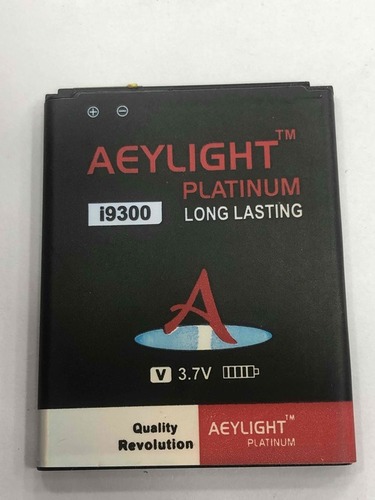 AEYLIGHT™
PLATINUM
i9300 LONG LASTING
A
V 3.7V
Quality
Revolution
AEYLIGHT™
PLATINUM